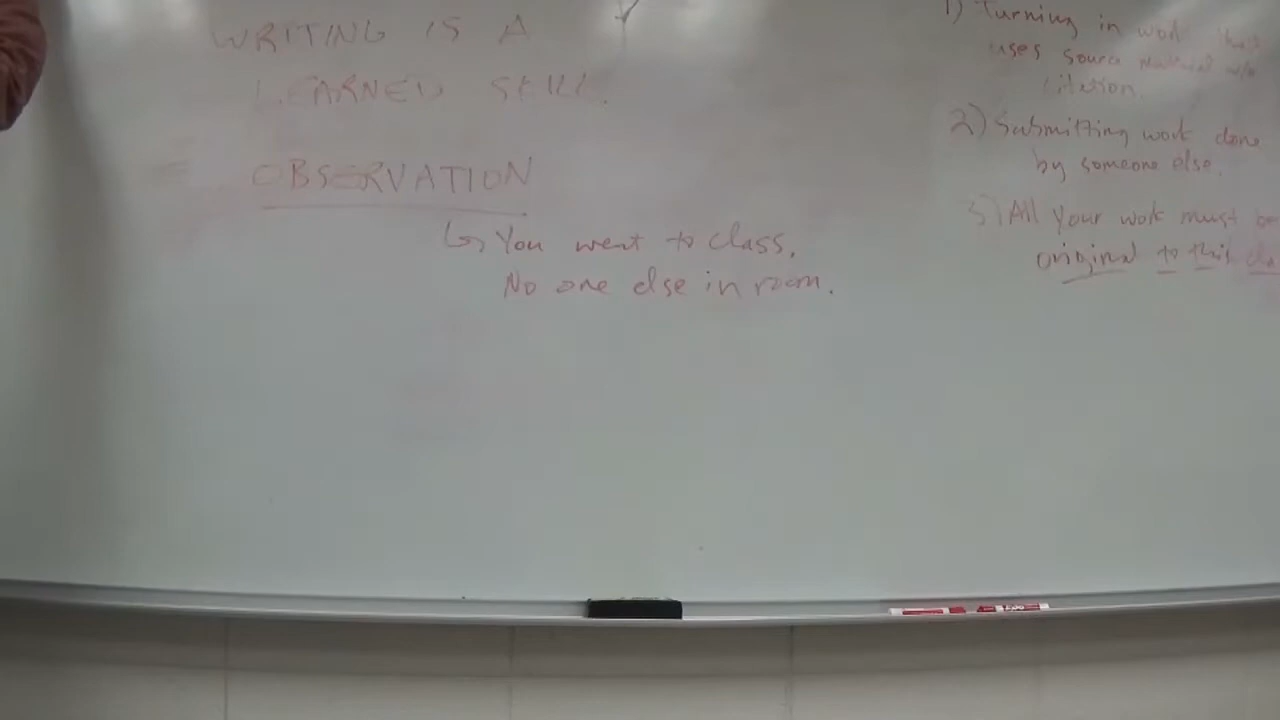 WRITING IS A
LEARNED SKILL.
OBSERVATION
↳ You went to class,
No one else in room.
1) Turning in work that
uses source material w/o
citation.
2) Submitting work done
by someone else.
3) All your work must be
original to this class
EXPO